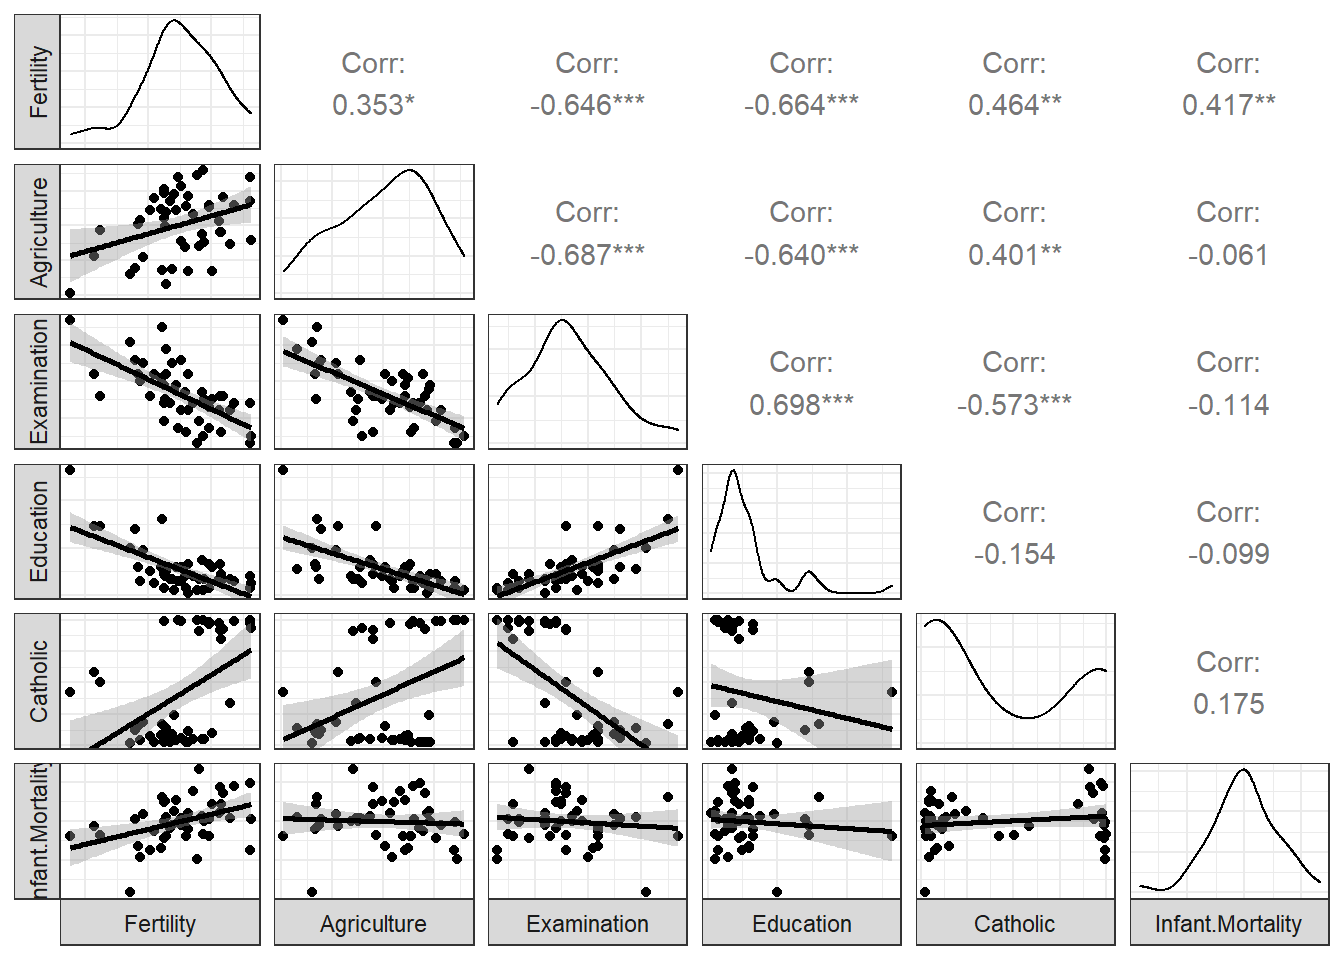 Fertility
Corr:
0.353*
Corr:
-0.646***
Corr:
-0.664***
Corr:
0.464**
Corr:
0.417**
Agriculture
Corr:
-0.687***
Corr:
-0.640***
Corr:
0.401**
Corr:
-0.061
Examination
Corr:
0.698***
Corr:
-0.573***
Corr:
-0.114
Education
Corr:
-0.154
Corr:
-0.099
Catholic
Corr:
0.175
nfant.Mortality
Fertility
Agriculture
Examination
Education
Catholic
Infant.Mortality